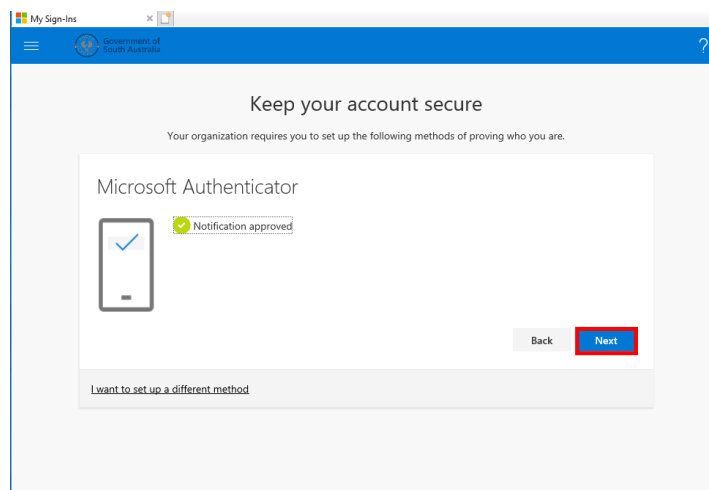 My Sign-Ins
Government of
South Australia
?
Keep your account secure
Your organization requires you to set up the following methods of proving who you are.
Microsoft Authenticator
Notification approved
Back
Next
I want to set up a different method